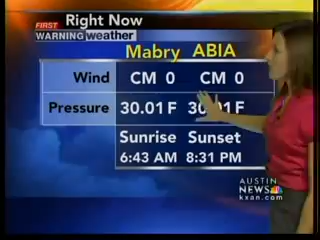 FIRST Right Now
WARNING weather
Mabry ABIA
Wind CM 0 CM 0
Pressure 30.01 F 01 F
Sunrise Sunset
6:43 AM 8:31 PM
AUSTIN
NEWS
kxan.com